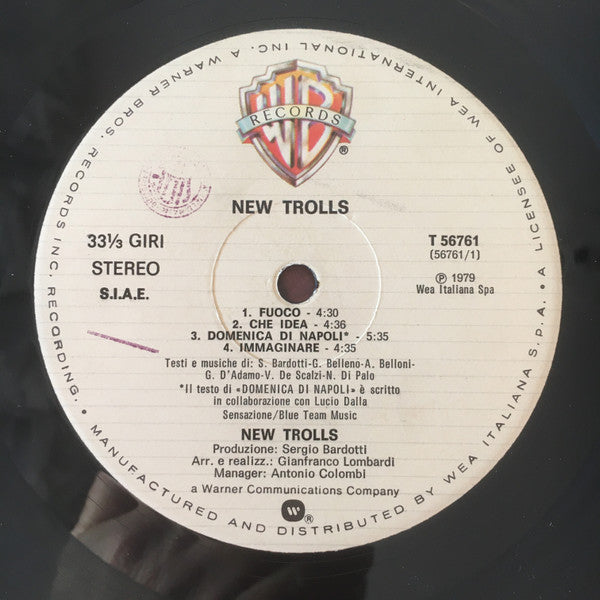 A WARNER BROS. RECORDS INC. RECORDING. • MANUFACTURED AND DISTRIBUTED BY WEA ITALIANA S.P.A. • A LICENSEE OF WEA INTERNATIONAL INC.
WB
RECORDS
®
NEW TROLLS
33⅓ GIRI
STEREO
S.I.A.E.
T 56761
(56761/1)
℗ 1979
Wea Italiana Spa
1. FUOCO - 4:30
2. CHE IDEA - 4:36
3. DOMENICA DI NAPOLI* - 5:35
4. IMMAGINARE - 4:35
Testi e musiche di: S. Bardotti-G. Belleno-A. Belloni-
G. D'Adamo-V. De Scalzi-N. Di Palo
*Il testo di «DOMENICA DI NAPOLI» è scritto
in collaborazione con Lucio Dalla
Sensazione/Blue Team Music
NEW TROLLS
Produzione: Sergio Bardotti
Arr. e realizz.: Gianfranco Lombardi
Manager: Antonio Colombi
a Warner Communications Company
®